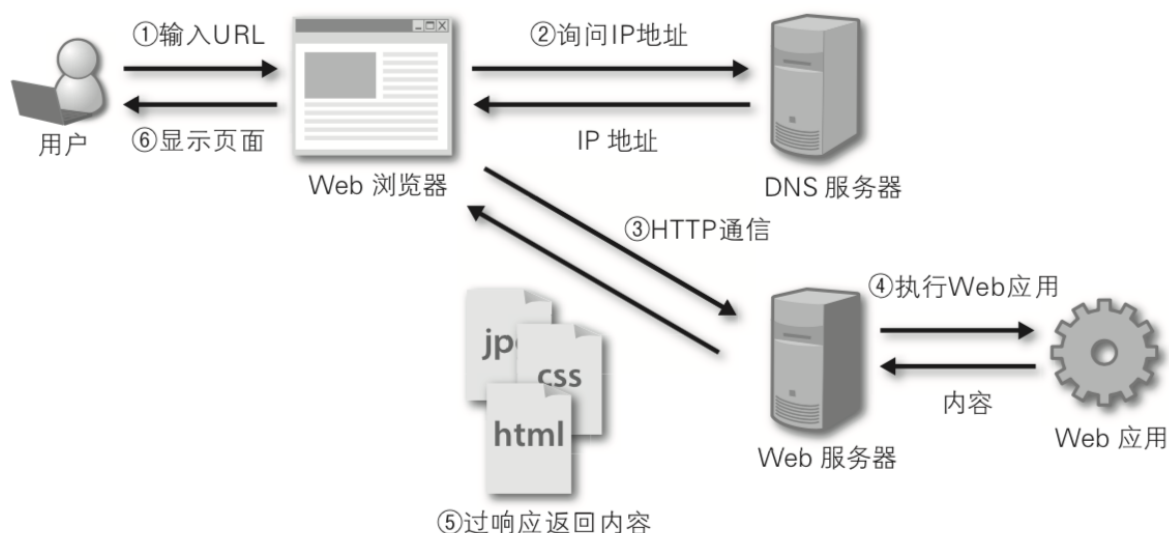 ①输入URL
②询问IP地址
用户
⑥显示页面
IP 地址
Web 浏览器
DNS 服务器
③HTTP通信
④执行Web应用
jp
css
html
内容
Web 服务器
Web 应用
⑤过响应返回内容